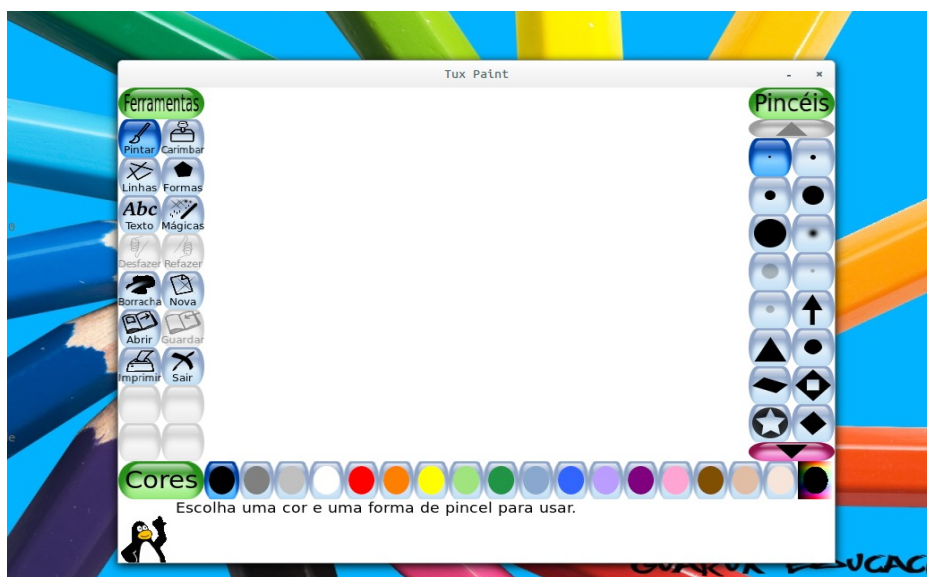 Tux Paint
Ferramentas
Pincéis
Pintar Carimbar
Linhas Formas
Abc
Texto Mágicas
Desfazer Refazer
Borracha Nova
Abrir Guardar
Imprimir Sair
Cores
Escolha uma cor e uma forma de pincel para usar.